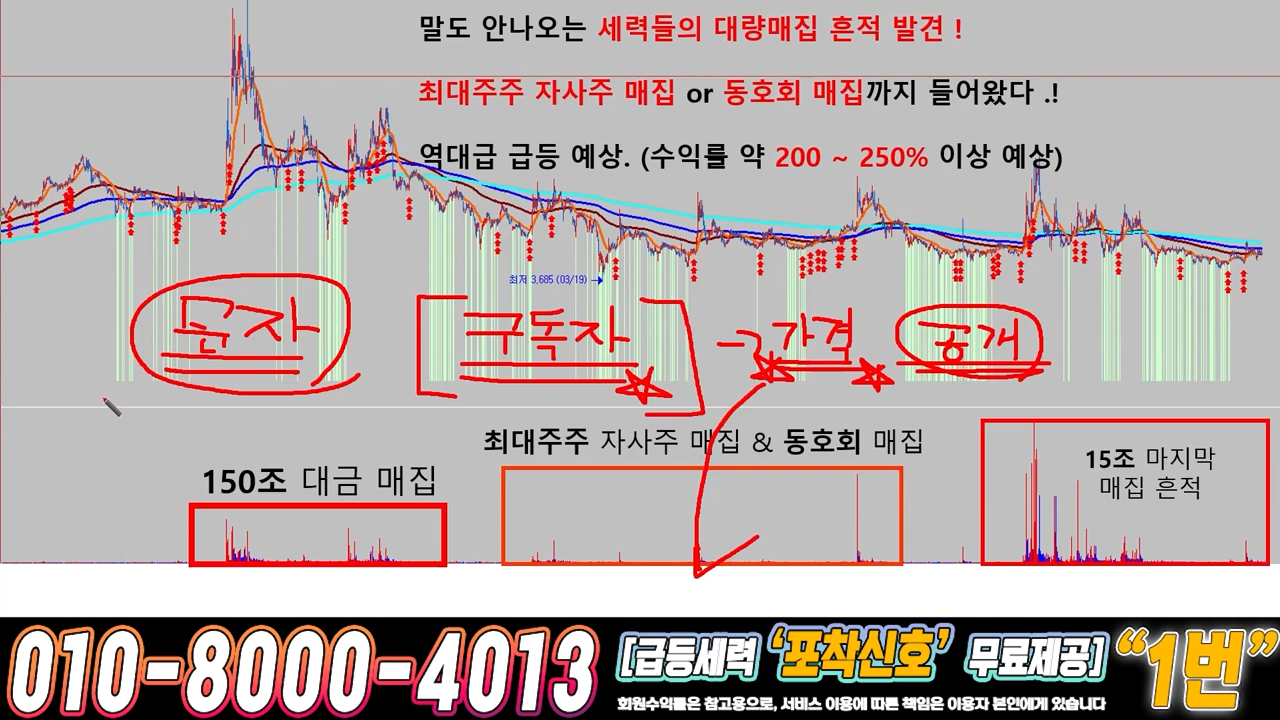 말도 안나오는 세력들의 대량매집 흔적 발견 !
최대주주 자사주 매집 or 동호회 매집까지 들어왔다 .!
역대급 급등 예상. (수익률 약 200 ~ 250% 이상 예상)
최저 3,685 (03/19)
문자 구독자 가격 공개
최대주주 자사주 매집 & 동호회 매집
150조 대금 매집
15조 마지막
매집 흔적
010-8000-4013
[급등세력 '포착신호' 무료제공] "1번"
회원수익률은 참고용으로, 서비스 이용에 따른 책임은 이용자 본인에게 있습니다